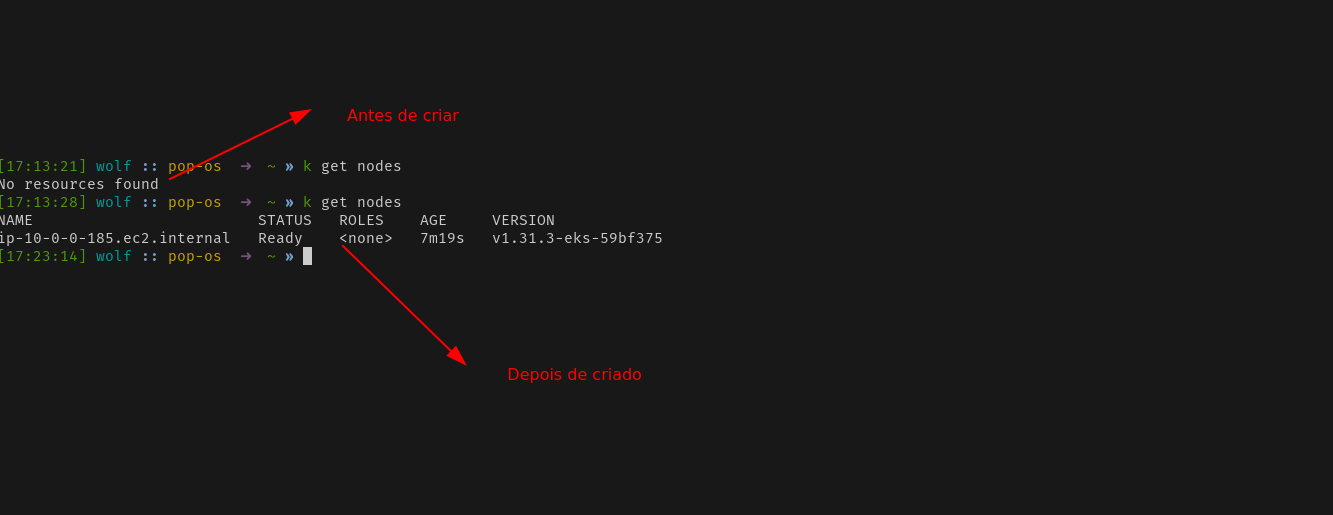 Antes de criar
[17:13:21] wolf :: pop-os → ~ » k get nodes
No resources found
[17:13:28] wolf :: pop-os → ~ » k get nodes
NAME STATUS ROLES AGE VERSION
ip-10-0-0-185.ec2.internal Ready <none> 7m19s v1.31.3-eks-59bf375
[17:23:14] wolf :: pop-os → ~ »
Depois de criado